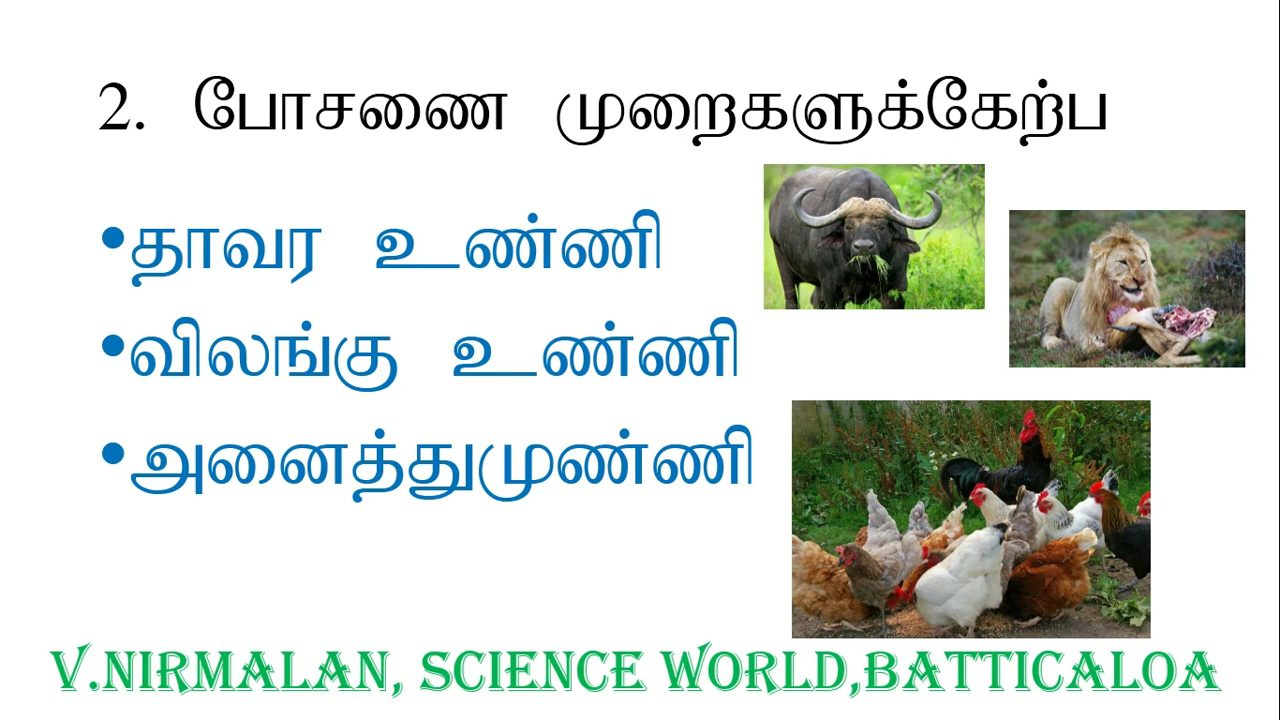 2. போசணை முறைகளுக்கேற்ப
•தாவர உண்ணி
•விலங்கு உண்ணி
•அனைத்துமுண்ணி
V.NIRMALAN, SCIENCE WORLD,BATTICALOA